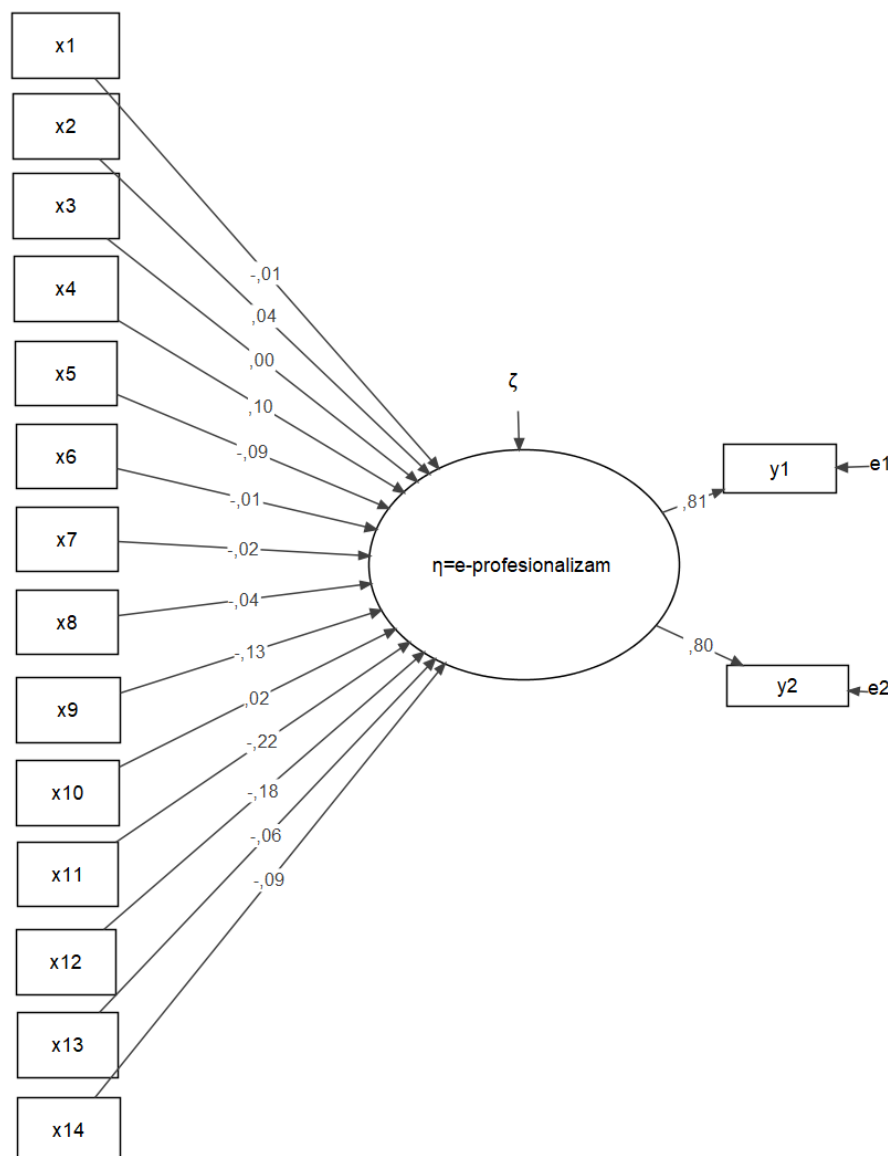 x1
x2
x3
x4
x5
x6
x7
x8
x9
x10
x11
x12
x13
x14
-,01
,04
,00
,10
-,09
-,01
-,02
-,04
-,13
,02
-,22
-,18
-,06
-,09
ζ
η=e-profesionalizam
,81
,80
y1
e1
y2
e2